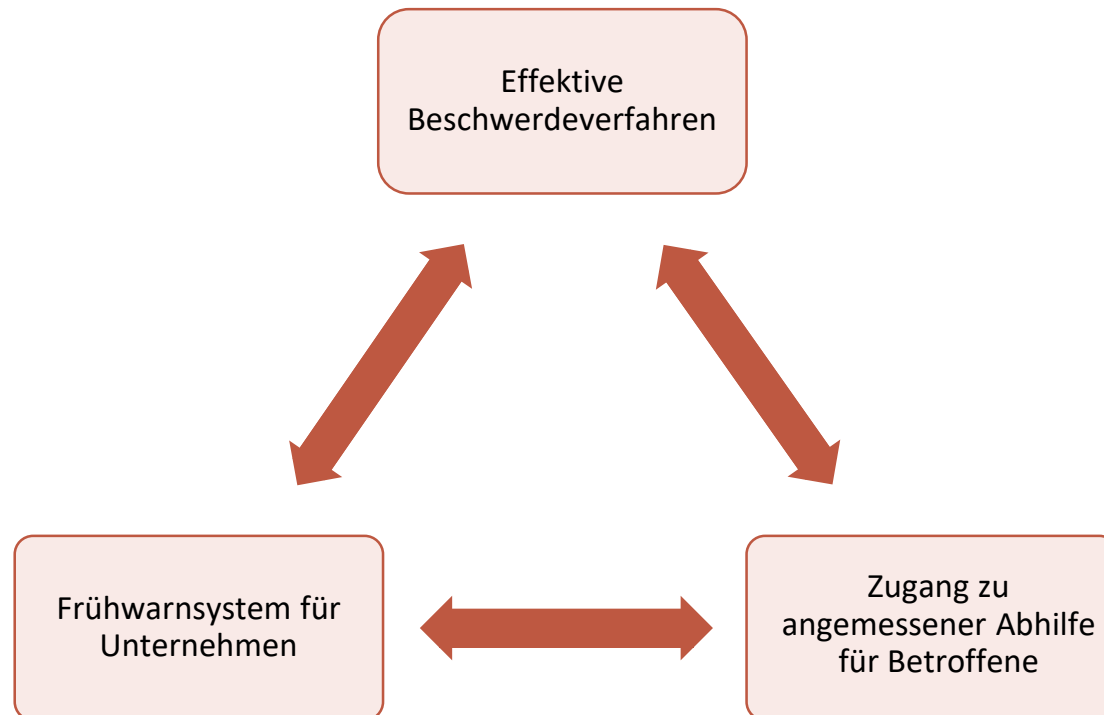 Effektive
Beschwerdeverfahren
Frühwarnsystem für
Unternehmen
Zugang zu
angemessener Abhilfe
für Betroffene